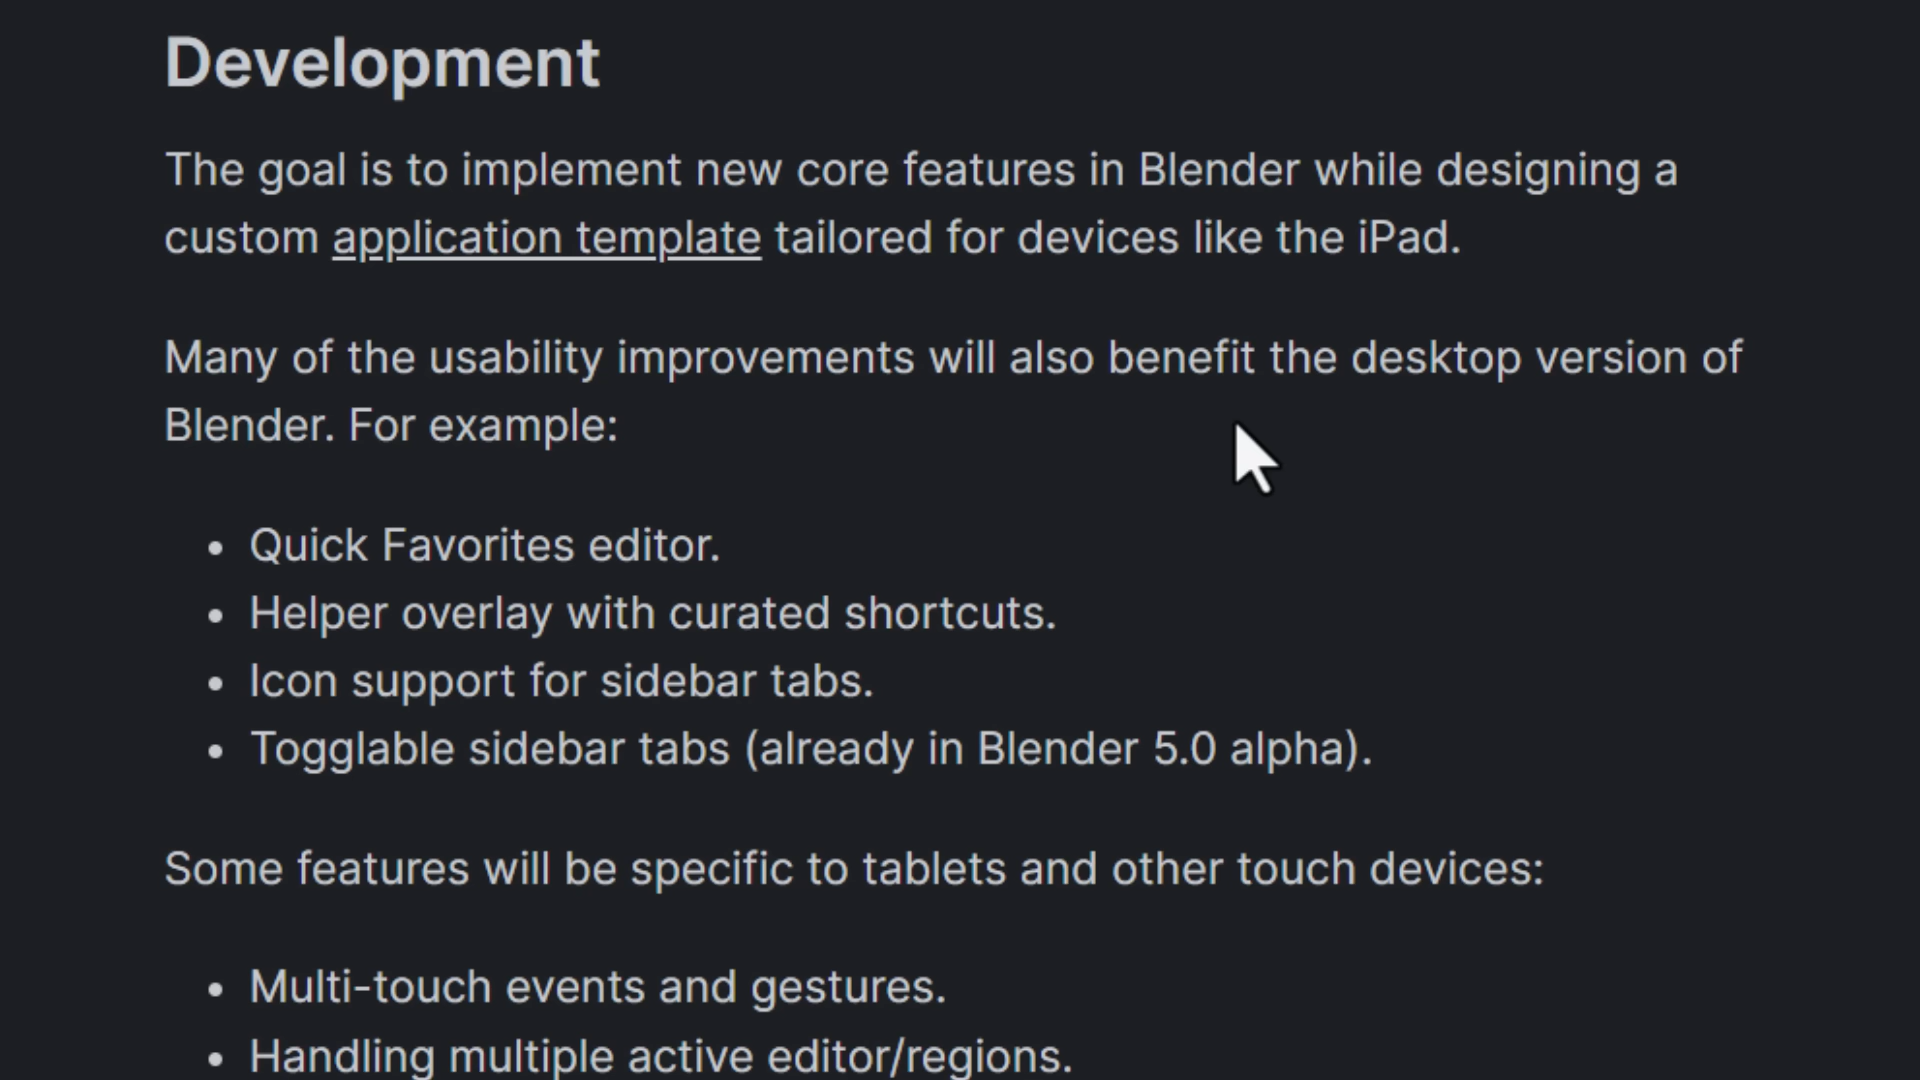 Development
The goal is to implement new core features in Blender while designing a
custom application template tailored for devices like the iPad.
Many of the usability improvements will also benefit the desktop version of
Blender. For example:
• Quick Favorites editor.
• Helper overlay with curated shortcuts.
• Icon support for sidebar tabs.
• Togglable sidebar tabs (already in Blender 5.0 alpha).
Some features will be specific to tablets and other touch devices:
• Multi-touch events and gestures.
• Handling multiple active editor/regions.